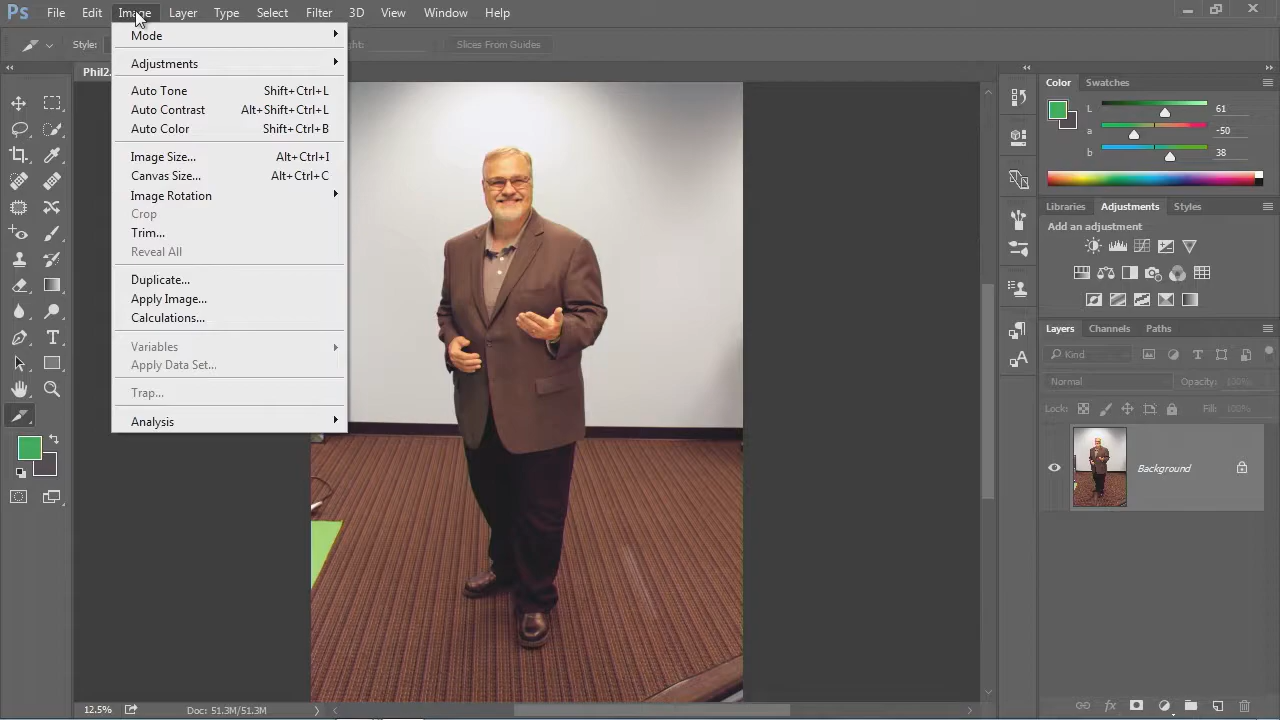 Ps File Edit Image Layer Type Select Filter 3D View Window Help
Style: ht: Slices From Guides
Phil2.
Mode
Adjustments
Auto Tone Shift+Ctrl+L
Auto Contrast Alt+Shift+Ctrl+L
Auto Color Shift+Ctrl+B
Image Size... Alt+Ctrl+I
Canvas Size... Alt+Ctrl+C
Image Rotation
Crop
Trim...
Reveal All
Duplicate...
Apply Image...
Calculations...
Variables
Apply Data Set...
Trap...
Analysis
Color Swatches
L 61
a -50
b 38
Libraries Adjustments Styles
Add an adjustment
Layers Channels Paths
Kind
Normal Opacity: 100%
Lock: Fill: 100%
Background
12.5% Doc: 51.3M/51.3M